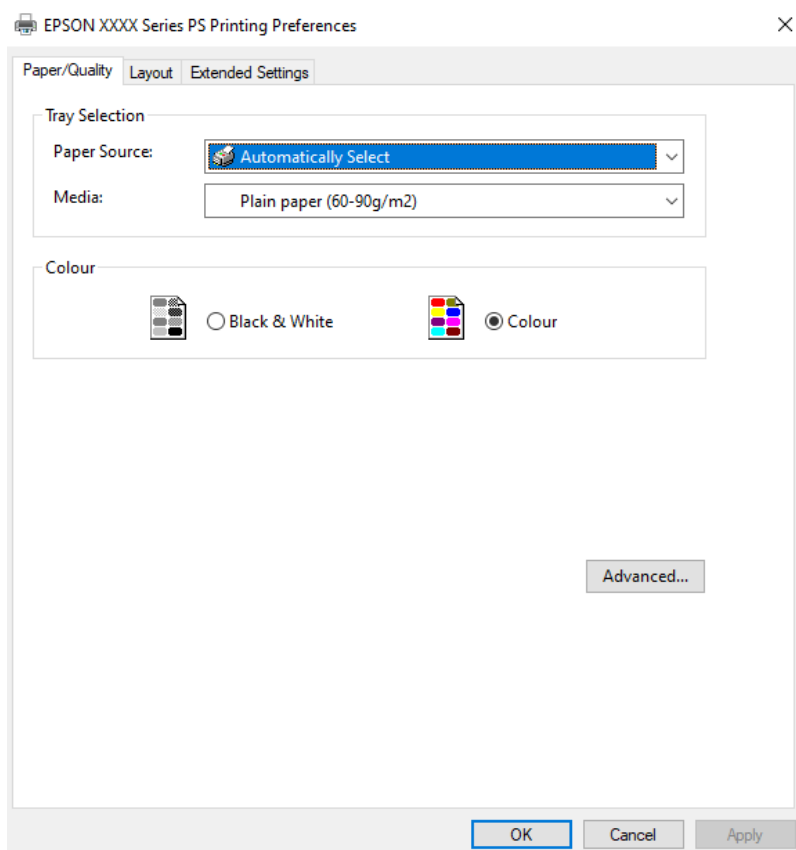 EPSON XXXX Series PS Printing Preferences
Paper/Quality Layout Extended Settings
Tray Selection
Paper Source: Automatically Select
Media: Plain paper (60-90g/m2)
Colour
Black & White Colour
Advanced...
OK Cancel Apply